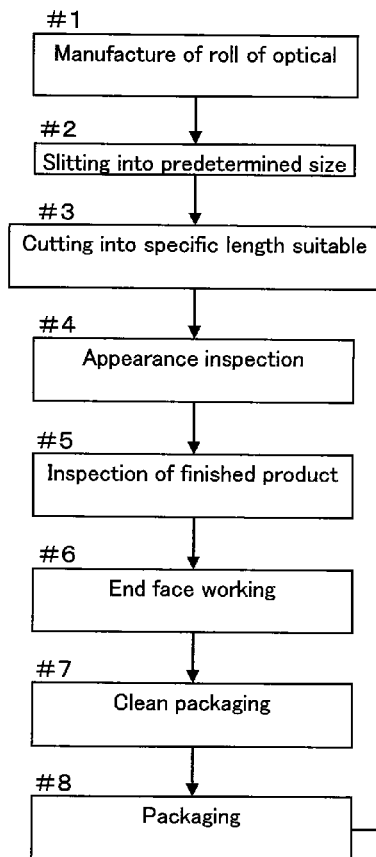 #1
Manufacture of roll of optical
#2
Slitting into predetermined size
#3
Cutting into specific length suitable
#4
Appearance inspection
#5
Inspection of finished product
#6
End face working
#7
Clean packaging
#8
Packaging